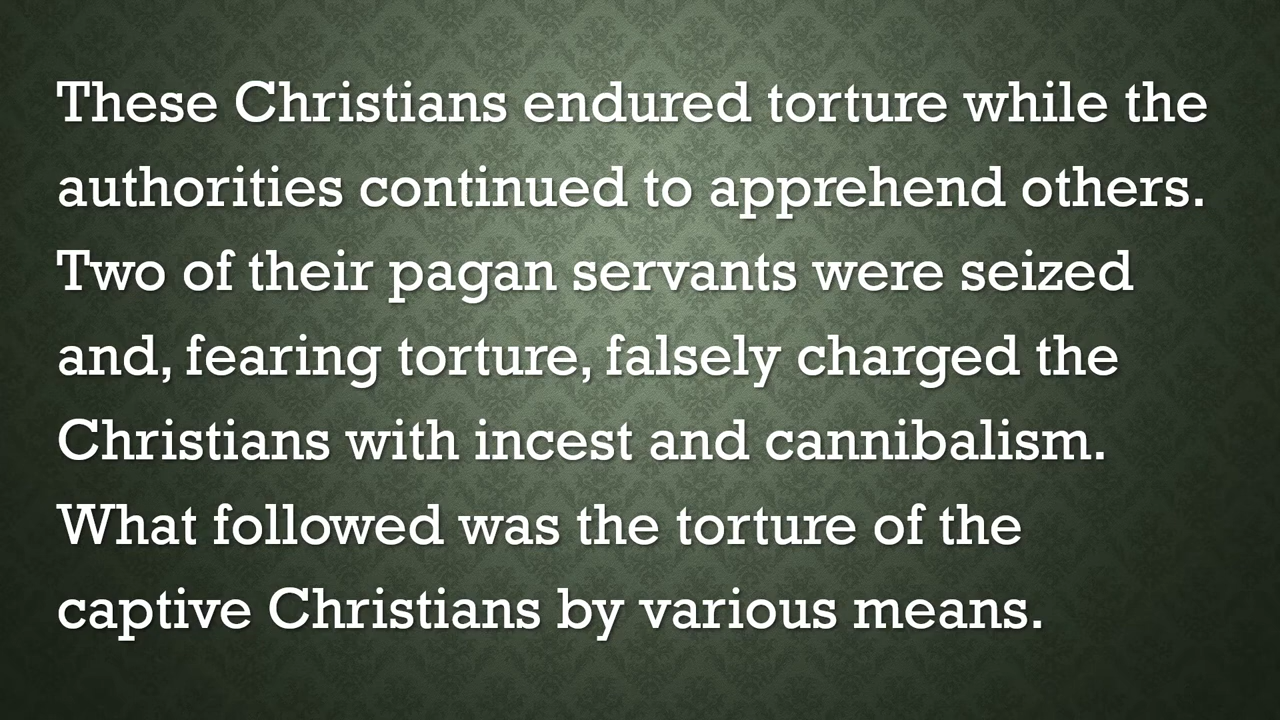 These Christians endured torture while the
authorities continued to apprehend others.
Two of their pagan servants were seized
and, fearing torture, falsely charged the
Christians with incest and cannibalism.
What followed was the torture of the
captive Christians by various means.